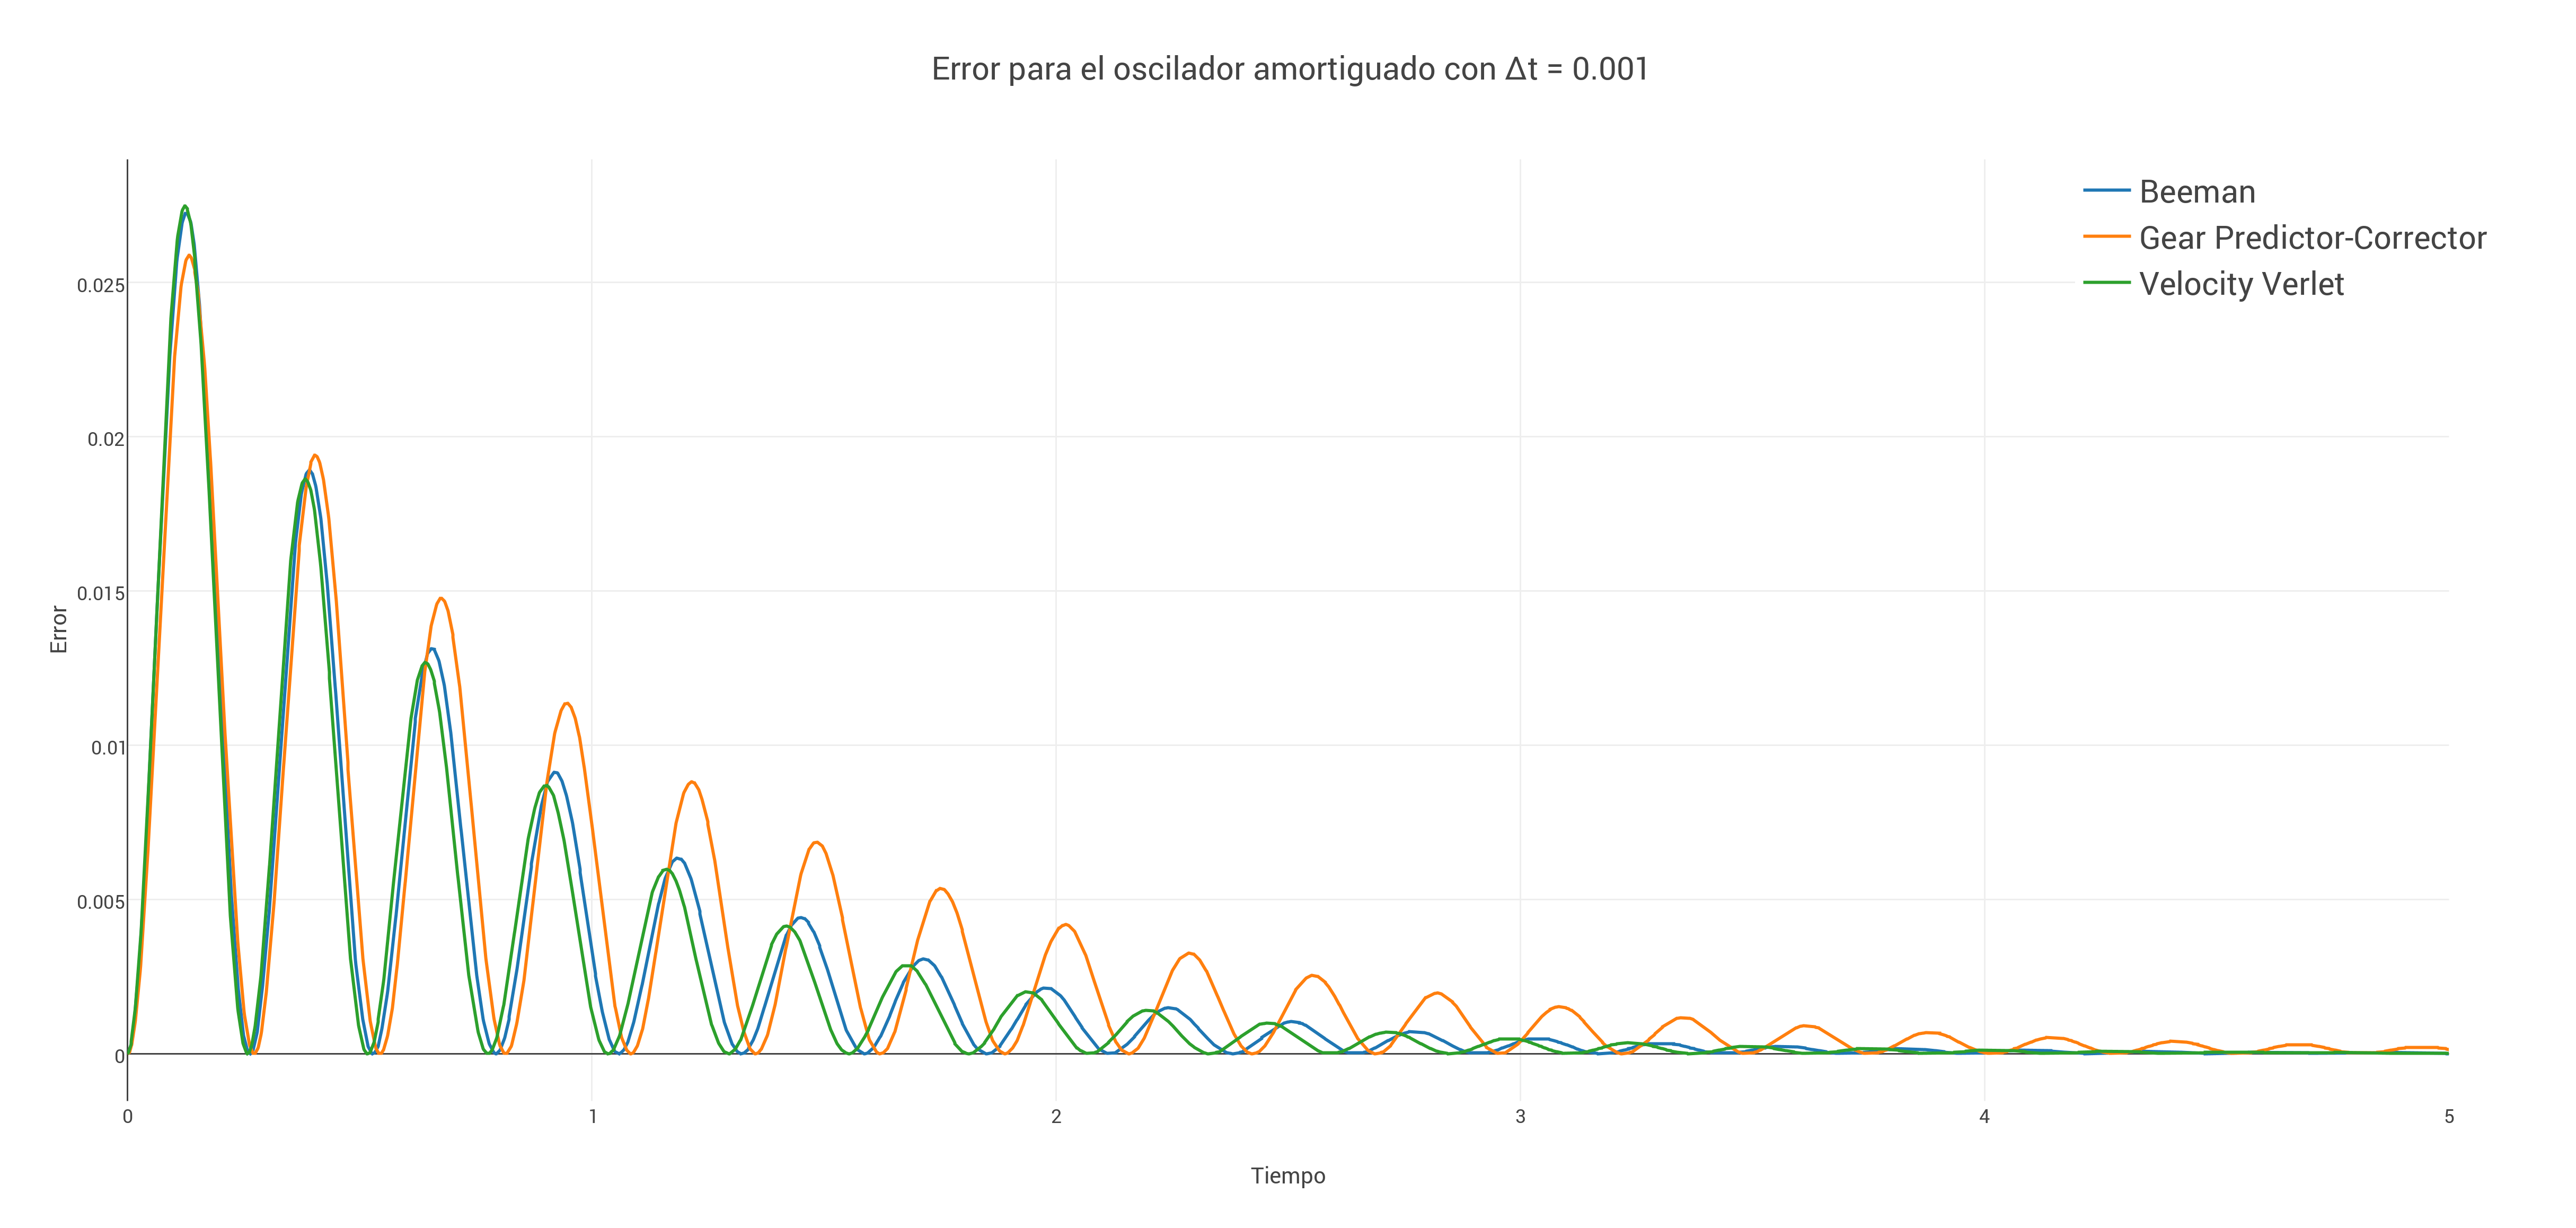 Error para el oscilador amortiguado con Δt = 0.001
Beeman
Gear Predictor-Corrector
Velocity Verlet
0.025
0.02
0.015
0.01
0.005
0
Error
0 1 2 3 4 5
Tiempo